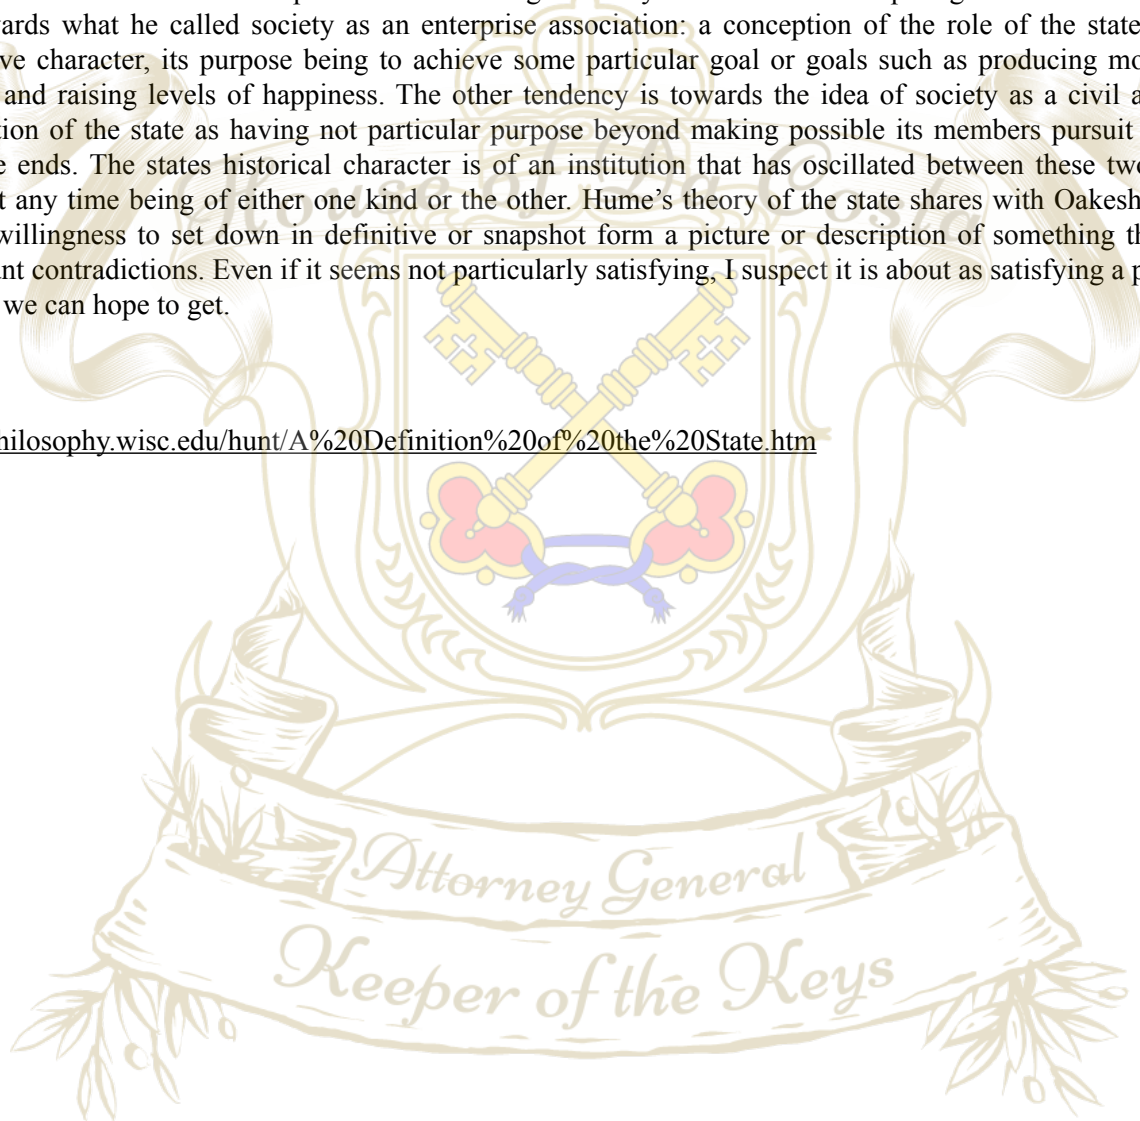 wards what he called society as an enterprise association: a conception of the role of the state
ve character, its purpose being to achieve some particular goal or goals such as producing mo
and raising levels of happiness. The other tendency is towards the idea of society as a civil a
tion of the state as having not particular purpose beyond making possible its members pursuit
e ends. The states historical character is of an institution that has oscillated between these two
t any time being of either one kind or the other. Hume’s theory of the state shares with Oakesh
willingness to set down in definitive or snapshot form a picture or description of something th
nt contradictions. Even if it seems not particularly satisfying, I suspect it is about as satisfying a p
we can hope to get.
House of Da Costa
hilosophy.wisc.edu/hunt/A%20Definition%20of%20the%20State.htm
Attorney General
Keeper of the Keys